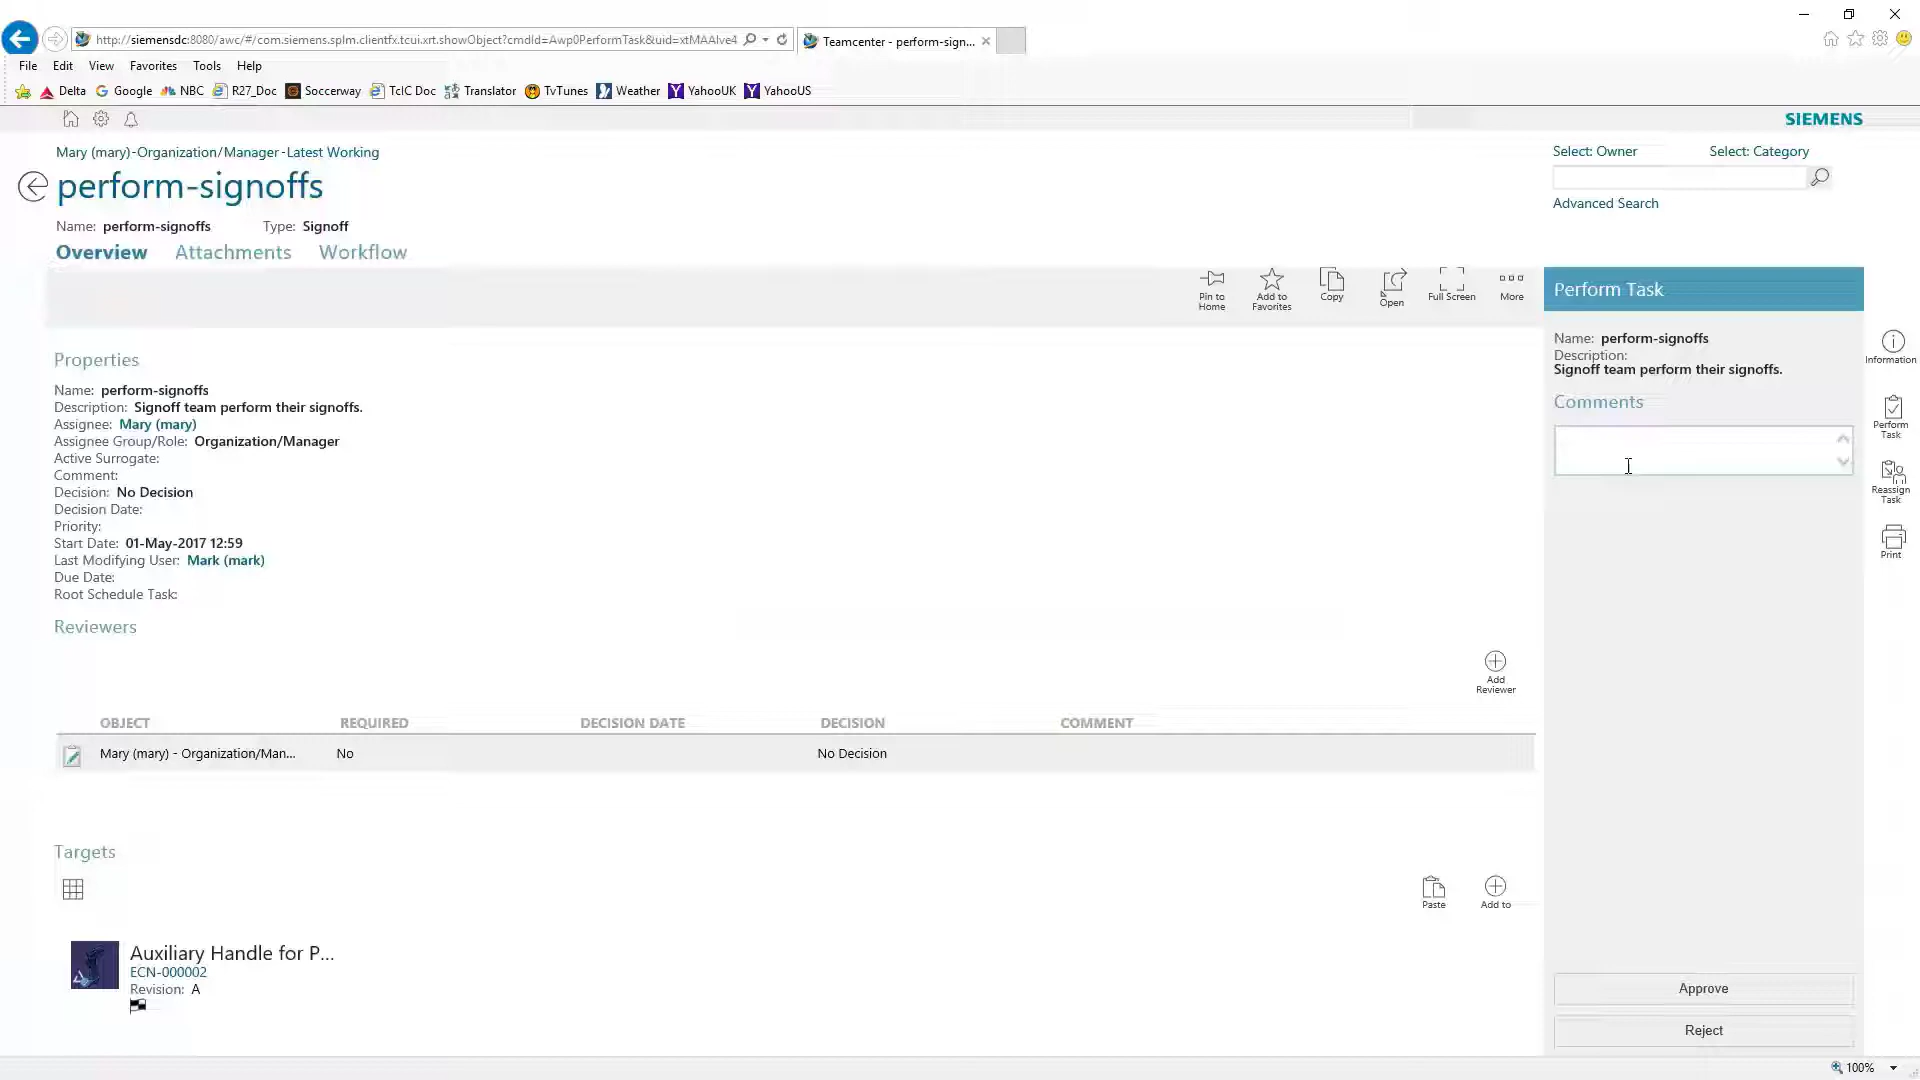 http://siemensdc:8080/awc/#/com.siemens.splm.clientfx.tcui.xrt.showObject?cmdId=Awp0PerformTask&uid=xtMAAIve4
Teamcenter - perform-sign...
File Edit View Favorites Tools Help
Delta Google NBC R27_Doc Soccerway TcIC Doc Translator TvTunes Weather YahooUK YahooUS
SIEMENS
Mary (mary)-Organization/Manager-Latest Working
Select: Owner Select: Category
perform-signoffs
Advanced Search
Name: perform-signoffs Type: Signoff
Overview Attachments Workflow
Pin to Home
Add to Favorites
Copy
Open
Full Screen
More
Perform Task
Name: perform-signoffs
Description:
Signoff team perform their signoffs.
Comments
Information
Perform Task
Reassign Task
Print
Properties
Name: perform-signoffs
Description: Signoff team perform their signoffs.
Assignee: Mary (mary)
Assignee Group/Role: Organization/Manager
Active Surrogate:
Comment:
Decision: No Decision
Decision Date:
Priority:
Start Date: 01-May-2017 12:59
Last Modifying User: Mark (mark)
Due Date:
Root Schedule Task:
Reviewers
Add Reviewer
OBJECT REQUIRED DECISION DATE DECISION COMMENT
Mary (mary) - Organization/Man... No No Decision
Targets
Paste
Add to
Auxiliary Handle for P...
ECN-000002
Revision: A
Approve
Reject
100%